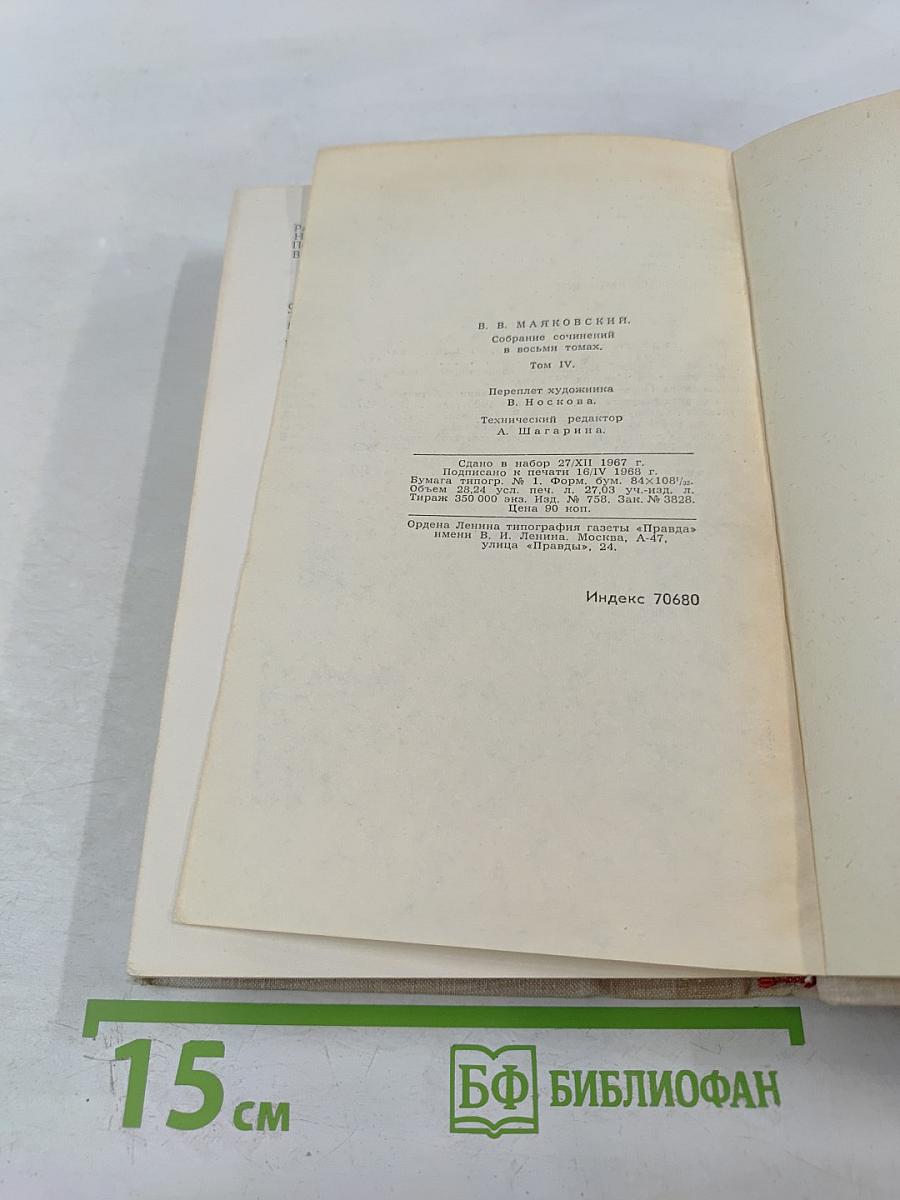 В. В. МАЯКОВСКИЙ.
Собрание сочинений
в восьми томах.
Том IV.
Переплет художника
В. Носкова.
Технический редактор
А. Шагарина.
Сдано в набор 27/XII 1967 г.
Подписано к печати 16/IV 1968 г.
Бумага типогр. № 1. Форм. бум. 84×108¹/₃₂.
Объем 28,24 усл. печ. л. 27,03 уч.-изд. л.
Тираж 350 000 экз. Изд. № 758. Зак. № 3828.
Цена 90 коп.
Ордена Ленина типография газеты «Правда»
имени В. И. Ленина. Москва, А-47,
улица «Правды», 24.
Индекс 70680
15 см
БФ БИБЛИОФАН